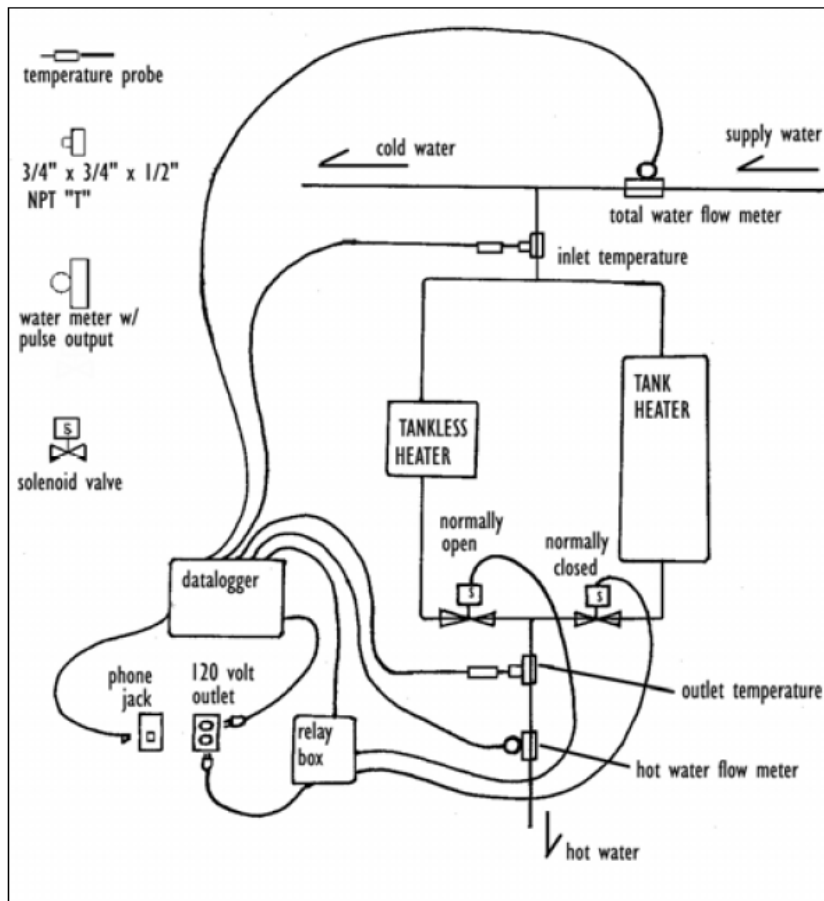 temperature probe
3/4" x 3/4" x 1/2"
NPT "T"
water meter w/
pulse output
S
solenoid valve
cold water
supply water
total water flow meter
inlet temperature
TANKLESS
HEATER
TANK
HEATER
normally
open
normally
closed
S
S
datalogger
phone
jack
120 volt
outlet
relay
box
outlet temperature
hot water flow meter
hot water